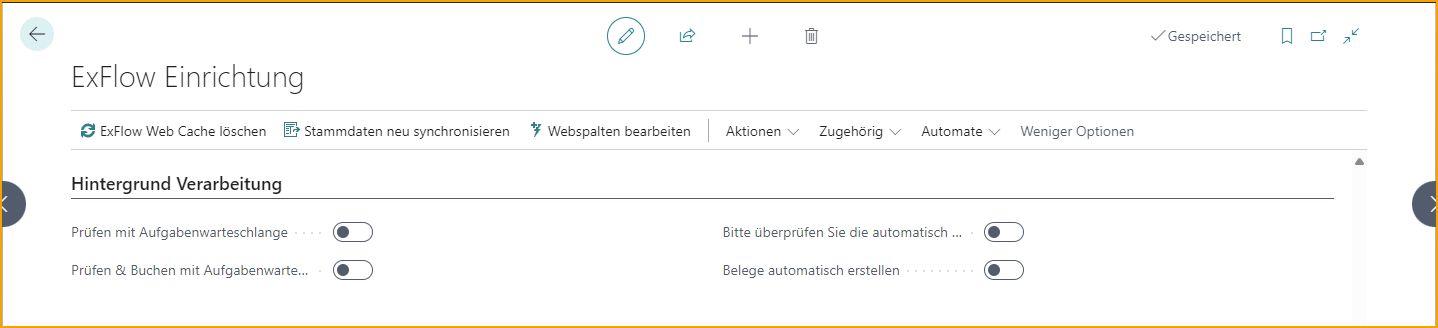 Gespeichert
ExFlow Einrichtung
ExFlow Web Cache löschen Stammdaten neu synchronisieren Webspalten bearbeiten Aktionen Zugehörig Automate Weniger Optionen
Hintergrund Verarbeitung
Prüfen mit Aufgabenwarteschlange Bitte überprüfen Sie die automatisch ...
Prüfen & Buchen mit Aufgabenwarte... Belege automatisch erstellen